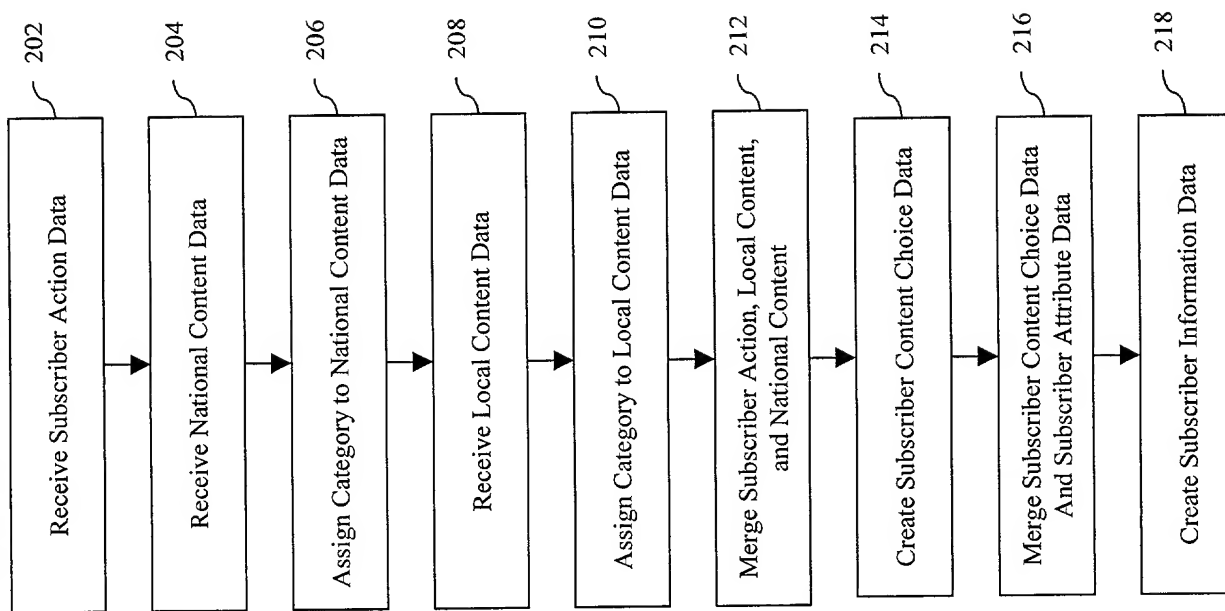 202
Receive Subscriber Action Data
204
Receive National Content Data
206
Assign Category to National Content Data
208
Receive Local Content Data
210
Assign Category to Local Content Data
212
Merge Subscriber Action, Local Content,
and National Content
214
Create Subscriber Content Choice Data
216
Merge Subscriber Content Choice Data
And Subscriber Attribute Data
218
Create Subscriber Information Data